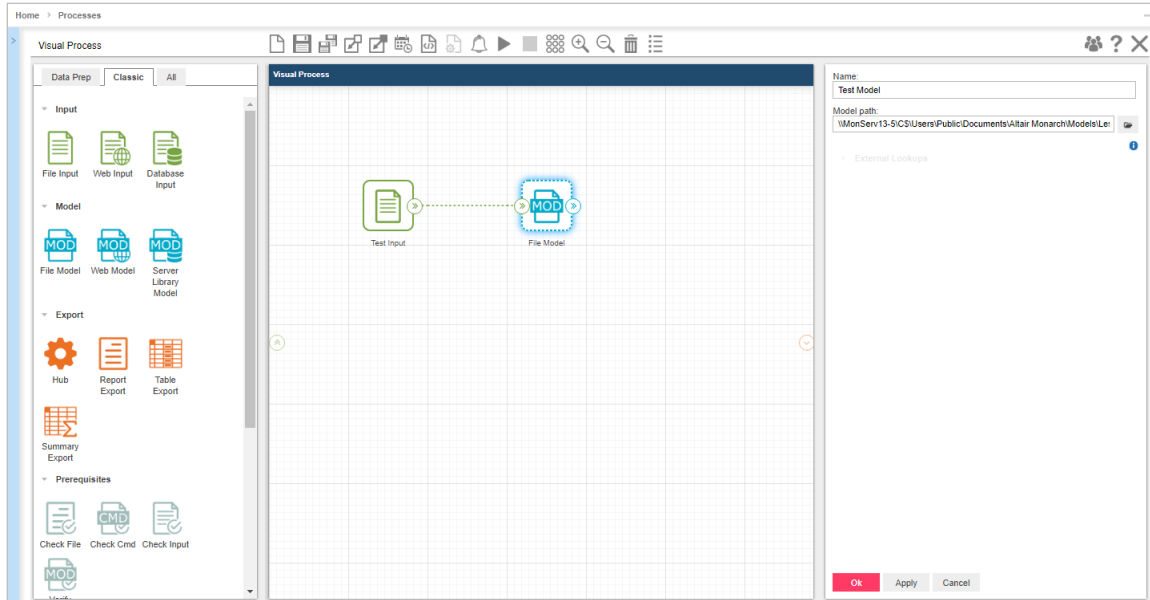 Home > Processes
Visual Process
Data Prep
Classic
All
Input
File Input
Web Input
Database
Input
Model
MOD
MOD
MOD
File Model
Web Model
Server
Library
Model
Export
Hub
Report
Export
Table
Export
Summary
Export
Prerequisites
CMD
Check File
Check Cmd
Check Input
MOD
Verify
Visual Process
Test Input
MOD
File Model
Name:
Test Model
Model path:
\\MonServ13-5\C$\Users\Public\Documents\Altair Monarch\Models\Les
External Lookups
Ok
Apply
Cancel